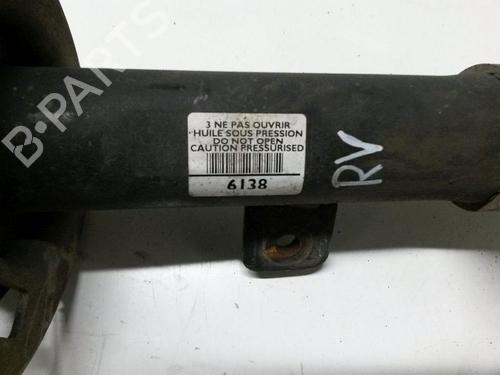 B-PARTS
3 NE PAS OUVRIR
HUILE SOUS PRESSION
DO NOT OPEN
CAUTION PRESSURISED
6138
RV